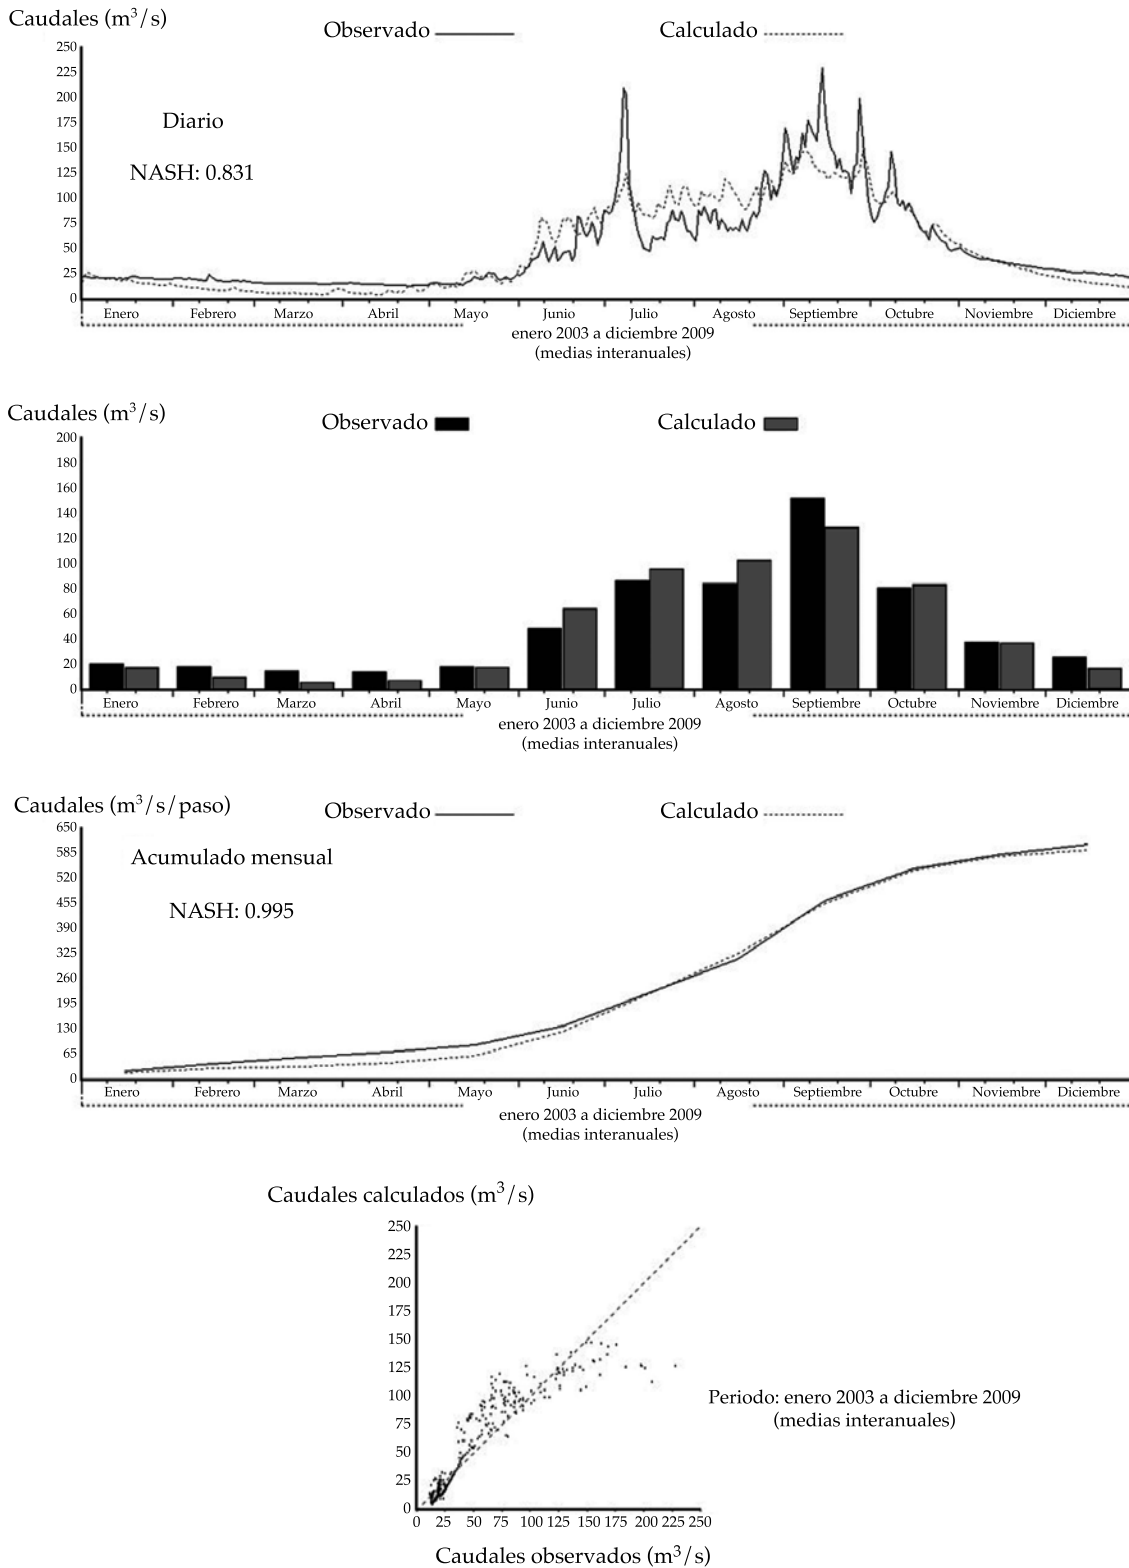 Caudales (m³/s)
Observado
Calculado
250
225
200
175
150
125
100
75
50
25
0
Diario
NASH: 0.831
Enero Febrero Marzo Abril Mayo Junio Julio Agosto Septiembre Octubre Noviembre Diciembre
enero 2003 a diciembre 2009
(medias interanuales)
Caudales (m³/s)
Observado
Calculado
200
180
160
140
120
100
80
60
40
20
0
Enero Febrero Marzo Abril Mayo Junio Julio Agosto Septiembre Octubre Noviembre Diciembre
enero 2003 a diciembre 2009
(medias interanuales)
Caudales (m³/s/paso)
Observado
Calculado
650
585
520
455
390
325
260
195
130
65
0
Acumulado mensual
NASH: 0.995
Enero Febrero Marzo Abril Mayo Junio Julio Agosto Septiembre Octubre Noviembre Diciembre
enero 2003 a diciembre 2009
(medias interanuales)
Caudales calculados (m³/s)
250
225
200
175
150
125
100
75
50
25
0
0 25 50 75 100 125 150 175 200 225 250
Periodo: enero 2003 a diciembre 2009
(medias interanuales)
Caudales observados (m³/s)